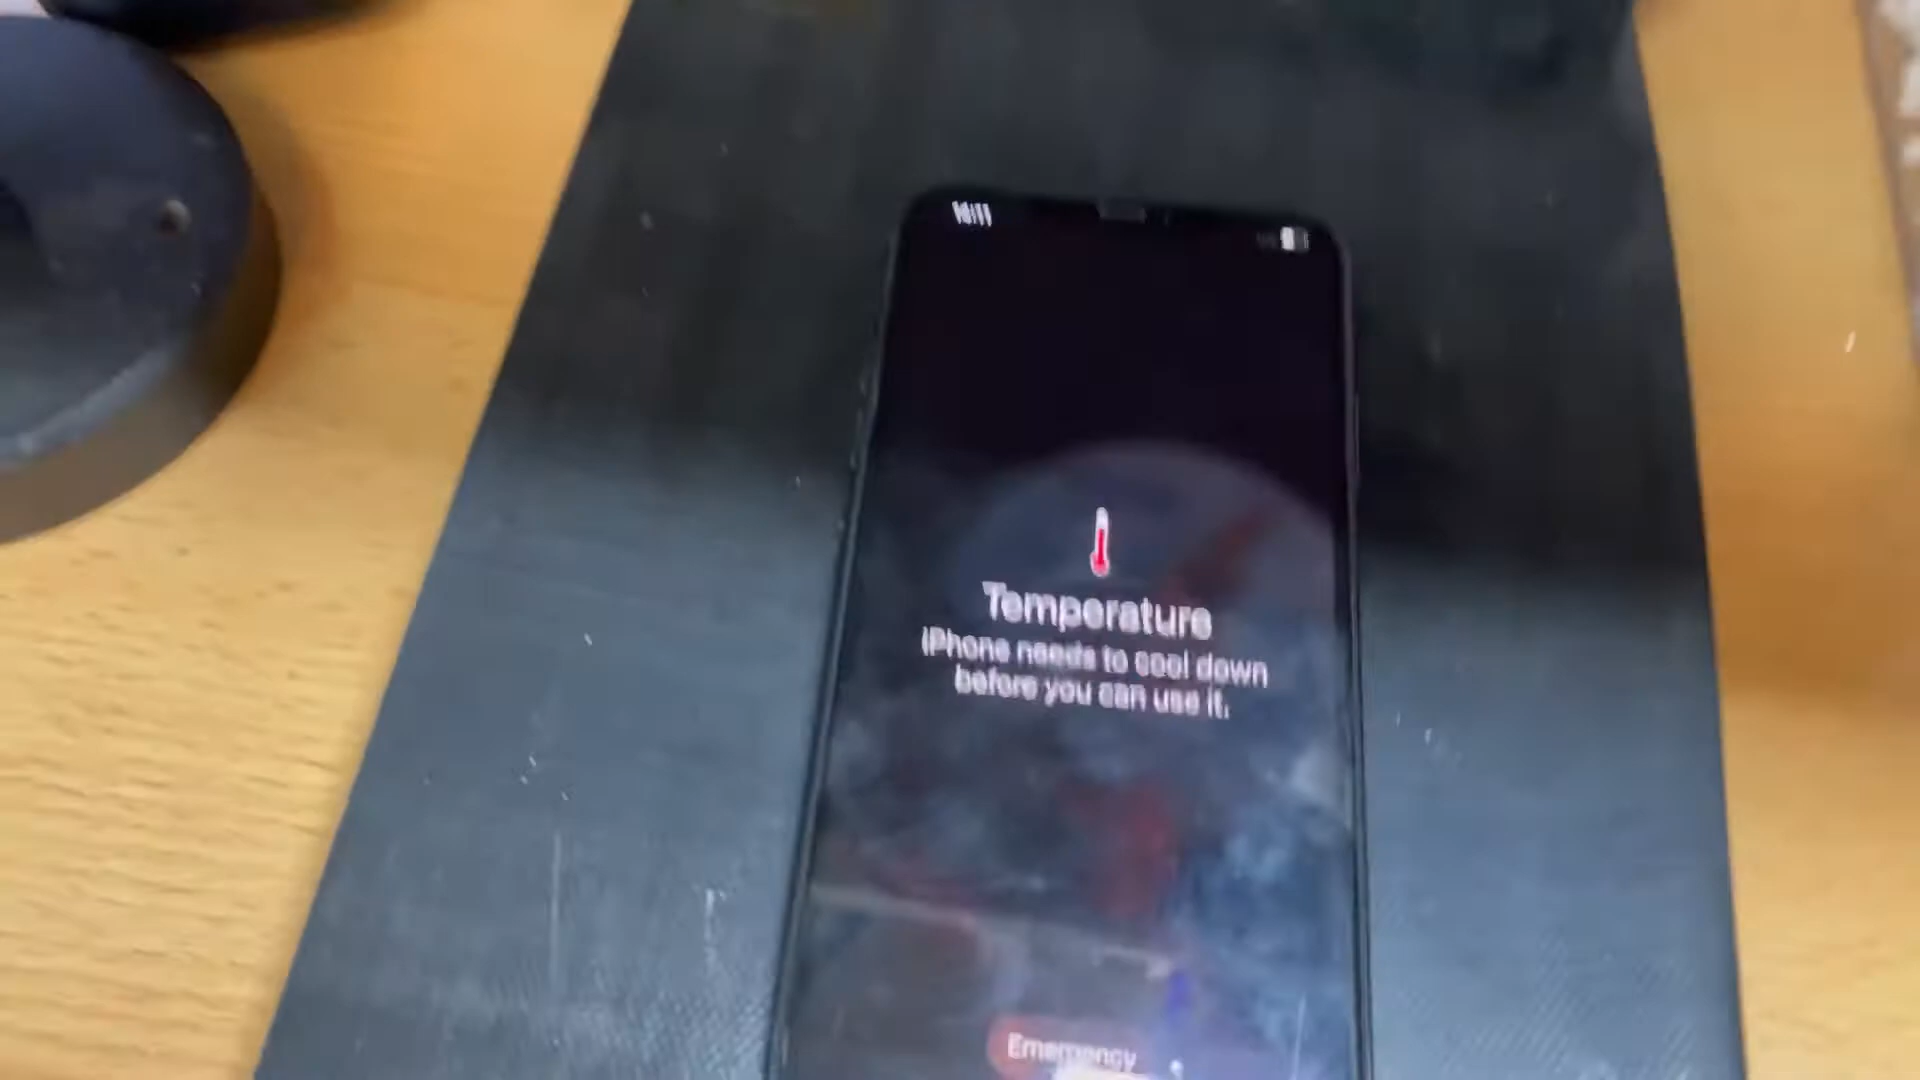 Temperature
iPhone needs to cool down
before you can use it.
Emergency